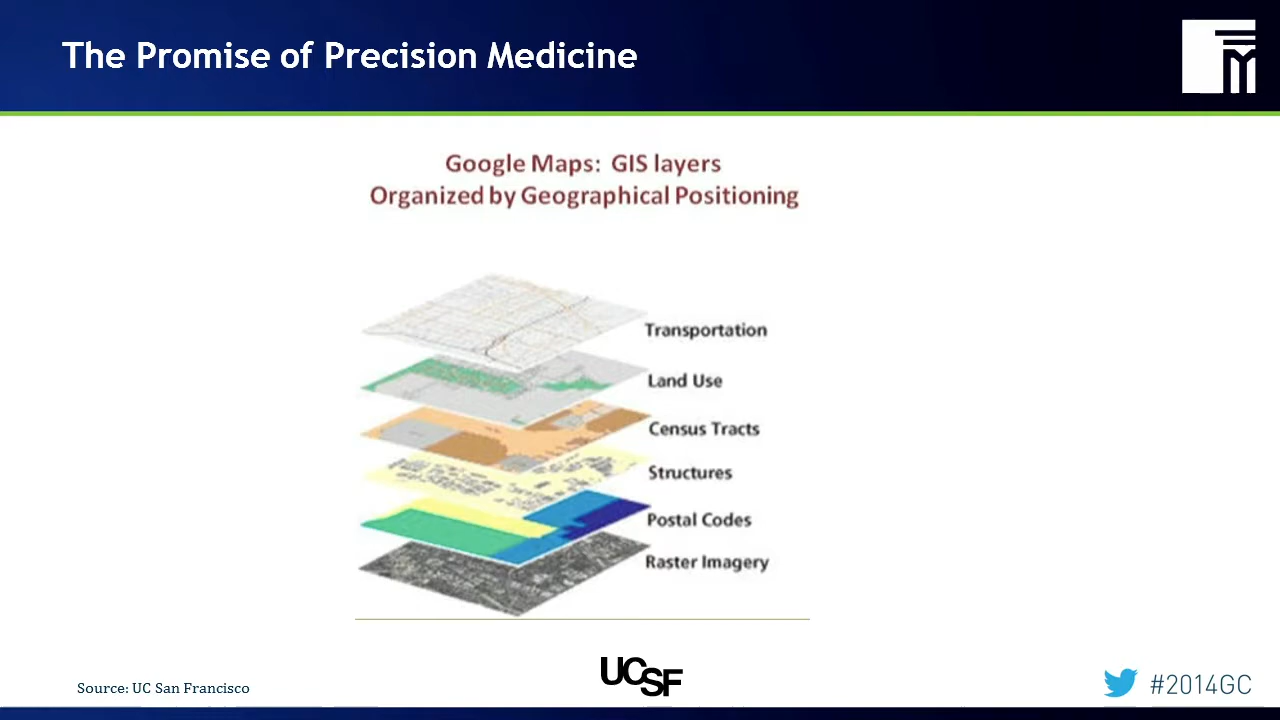 The Promise of Precision Medicine
Google Maps: GIS layers
Organized by Geographical Positioning
Transportation
Land Use
Census Tracts
Structures
Postal Codes
Raster Imagery
UCSF
Source: UC San Francisco
#2014GC